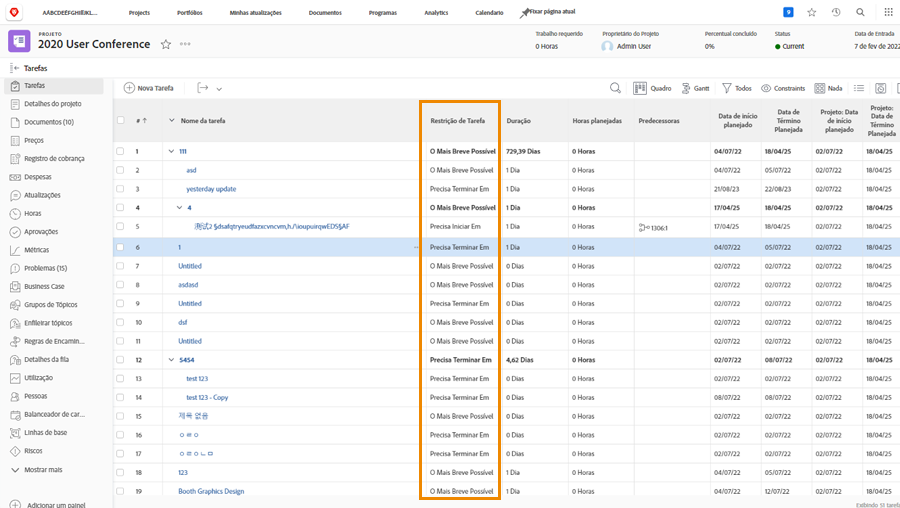 AÁBCDEÉFGHIÍÏJKL...
Projects
Portfólios
Minhas atualizações
Documentos
Programas
Analytics
Calendario
Fixar página atual
9
PROJETO
2020 User Conference
Trabalho requerido
0 Horas
Proprietário do Projeto
Admin User
Percentual concluído
0%
Status
Current
Data de Entrada
7 de fev de 2022
Tarefas
Tarefas
Detalhes do projeto
Documentos (10)
Preços
Registro de cobrança
Despesas
Atualizações
Horas
Aprovações
Métricas
Problemas (15)
Business Case
Grupos de Tópicos
Enfileirar tópicos
Regras de Encamin...
Detalhes da fila
Utilização
Pessoas
Balanceador de car...
Linhas de base
Riscos
Mostrar mais
Adicionar um painel
Nova Tarefa
Quadro
Gantt
Todos
Constraints
Nada
# Nome da tarefa Restrição de Tarefa Duração Horas planejadas Predecessoras Data de início planejado Data de Término Planejada Projeto: Data de início planejado Projeto: Data de Término Planejada
1 111 O Mais Breve Possível 729,39 Dias 0 Horas 04/07/22 18/04/25 02/07/22 18/04/25
2 asd O Mais Breve Possível 1 Dia 0 Horas 04/07/22 05/07/22 02/07/22 18/04/25
3 yesterday update Precisa Terminar Em 1 Dia 0 Horas 21/08/23 22/08/23 02/07/22 18/04/25
4 4 O Mais Breve Possível 1 Dia 0 Horas 17/04/25 18/04/25 02/07/22 18/04/25
5 Precisa Iniciar Em 1 Dia 0 Horas 1306:1 17/04/25 18/04/25 02/07/22 18/04/25
6 1 Precisa Terminar Em 1 Dia 0 Horas 04/07/22 05/07/22 02/07/22 18/04/25
7 Untitled O Mais Breve Possível 0 Dias 0 Horas 02/07/22 02/07/22 02/07/22 18/04/25
8 asdasd O Mais Breve Possível 0 Dias 0 Horas 02/07/22 02/07/22 02/07/22 18/04/25
9 Untitled Precisa Terminar Em 0 Dias 0 Horas 02/07/22 02/07/22 02/07/22 18/04/25
10 dsf O Mais Breve Possível 0 Dias 0 Horas 02/07/22 02/07/22 02/07/22 18/04/25
11 Untitled O Mais Breve Possível 0 Dias 0 Horas 02/07/22 02/07/22 02/07/22 18/04/25
12 5454 Precisa Terminar Em 4,62 Dias 0 Horas 02/07/22 08/07/22 02/07/22 18/04/25
13 test 123 Precisa Terminar Em 0 Dias 0 Horas 02/07/22 02/07/22 02/07/22 18/04/25
14 test 123 - Copy Precisa Terminar Em 0 Dias 0 Horas 08/07/22 08/07/22 02/07/22 18/04/25
15 제목 없음 O Mais Breve Possível 0 Dias 0 Horas 02/07/22 02/07/22 02/07/22 18/04/25
16 ㅇㄹㅇ Precisa Terminar Em 0 Dias 0 Horas 02/07/22 02/07/22 02/07/22 18/04/25
17 ㅇㄹㅇㄴㅁ Precisa Terminar Em 0 Dias 0 Horas 02/07/22 02/07/22 02/07/22 18/04/25
18 123 O Mais Breve Possível 1 Dia 0 Horas 04/07/22 05/07/22 02/07/22 18/04/25
19 Booth Graphics Design O Mais Breve Possível 1 Dia 0 Horas 04/07/22 12/07/22 02/07/22 18/04/25
Exibindo 51 taref